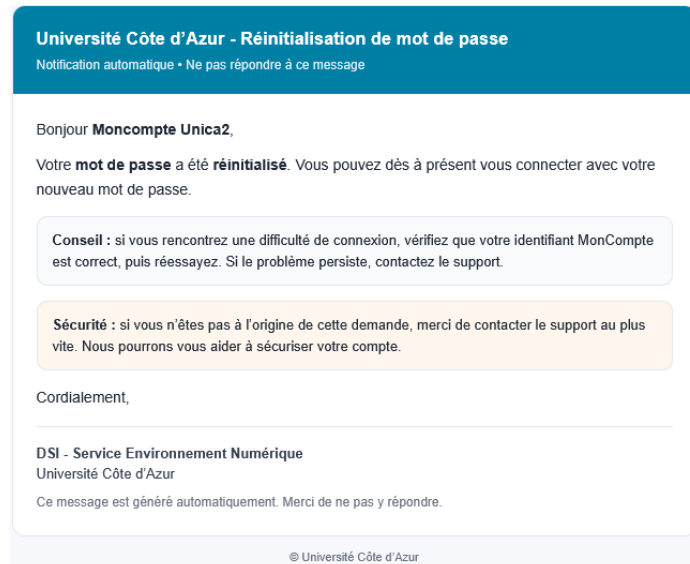 Université Côte d’Azur - Réinitialisation de mot de passe
Notification automatique • Ne pas répondre à ce message
Bonjour Moncompte Unica2,
Votre mot de passe a été réinitialisé. Vous pouvez dès à présent vous connecter avec votre
nouveau mot de passe.
Conseil : si vous rencontrez une difficulté de connexion, vérifiez que votre identifiant MonCompte
est correct, puis réessayez. Si le problème persiste, contactez le support.
Sécurité : si vous n’êtes pas à l’origine de cette demande, merci de contacter le support au plus
vite. Nous pourrons vous aider à sécuriser votre compte.
Cordialement,
DSI - Service Environnement Numérique
Université Côte d’Azur
Ce message est généré automatiquement. Merci de ne pas y répondre.
© Université Côte d’Azur